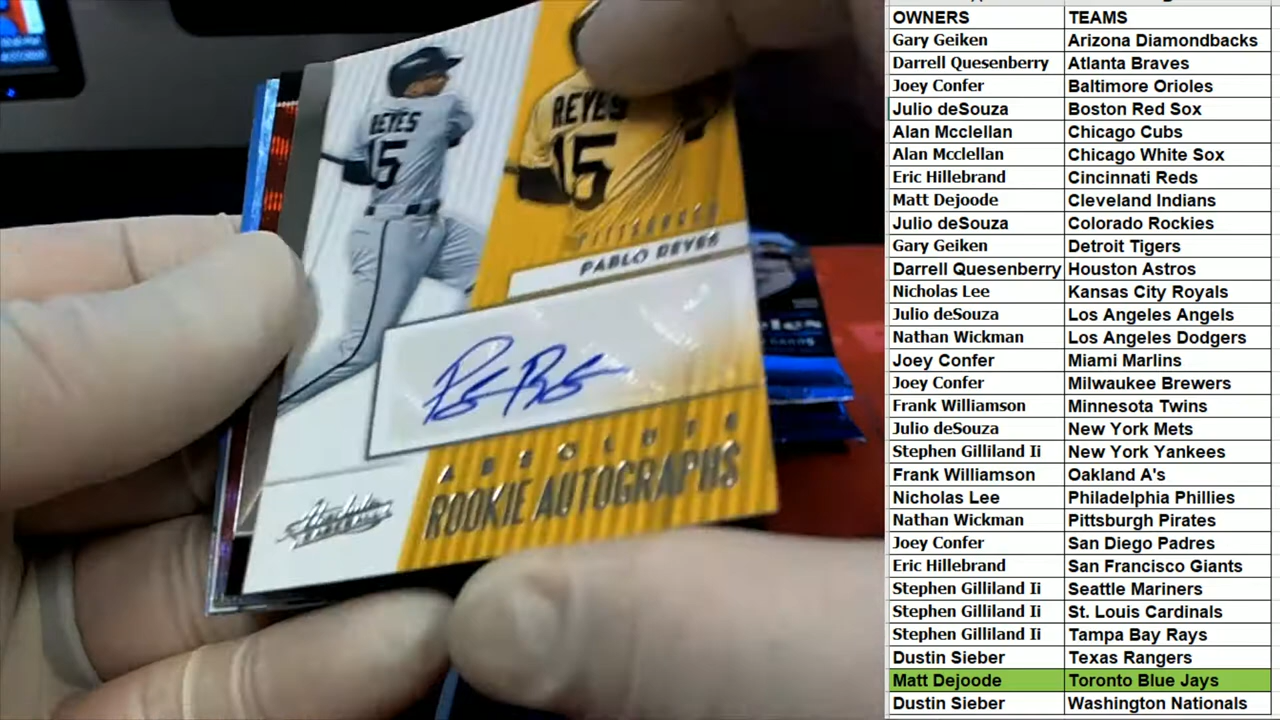 REYES
15
REYES
15
PITTSBURGH
PABLO REYES
ABSOLUTE
ROOKIE AUTOGRAPHS
Absolute
BASEBALL
OWNERS TEAMS
Gary Geiken Arizona Diamondbacks
Darrell Quesenberry Atlanta Braves
Joey Confer Baltimore Orioles
Julio deSouza Boston Red Sox
Alan Mcclellan Chicago Cubs
Alan Mcclellan Chicago White Sox
Eric Hillebrand Cincinnati Reds
Matt Dejoode Cleveland Indians
Julio deSouza Colorado Rockies
Gary Geiken Detroit Tigers
Darrell Quesenberry Houston Astros
Nicholas Lee Kansas City Royals
Julio deSouza Los Angeles Angels
Nathan Wickman Los Angeles Dodgers
Joey Confer Miami Marlins
Joey Confer Milwaukee Brewers
Frank Williamson Minnesota Twins
Julio deSouza New York Mets
Stephen Gilliland Ii New York Yankees
Frank Williamson Oakland A's
Nicholas Lee Philadelphia Phillies
Nathan Wickman Pittsburgh Pirates
Joey Confer San Diego Padres
Eric Hillebrand San Francisco Giants
Stephen Gilliland Ii Seattle Mariners
Stephen Gilliland Ii St. Louis Cardinals
Stephen Gilliland Ii Tampa Bay Rays
Dustin Sieber Texas Rangers
Matt Dejoode Toronto Blue Jays
Dustin Sieber Washington Nationals